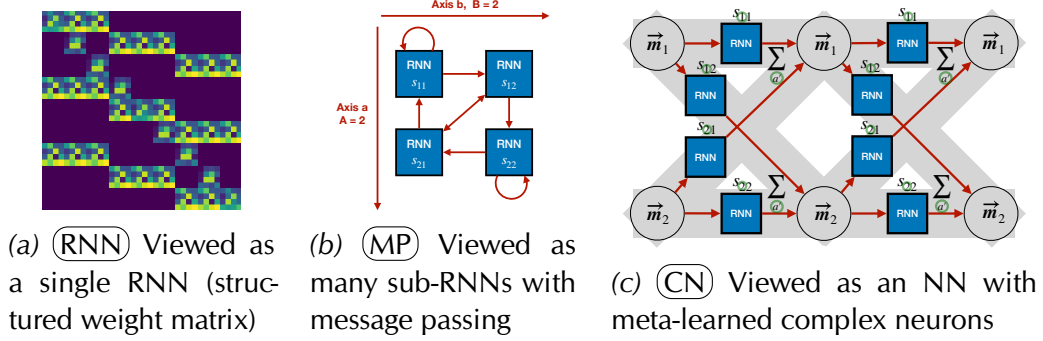 Axis b, B = 2
Axis a
A = 2
RNN
s11
RNN
s12
RNN
s21
RNN
s22
m1
s11
RNN
∑
a
m1
s11
RNN
∑
a
m1
s12
RNN
s12
RNN
s21
RNN
s21
RNN
m2
s22
RNN
∑
a
m2
s22
RNN
∑
a
m2
(a) RNN Viewed as
a single RNN (struc-
tured weight matrix)
(b) MP Viewed as
many sub-RNNs with
message passing
(c) CN Viewed as an NN with
meta-learned complex neurons